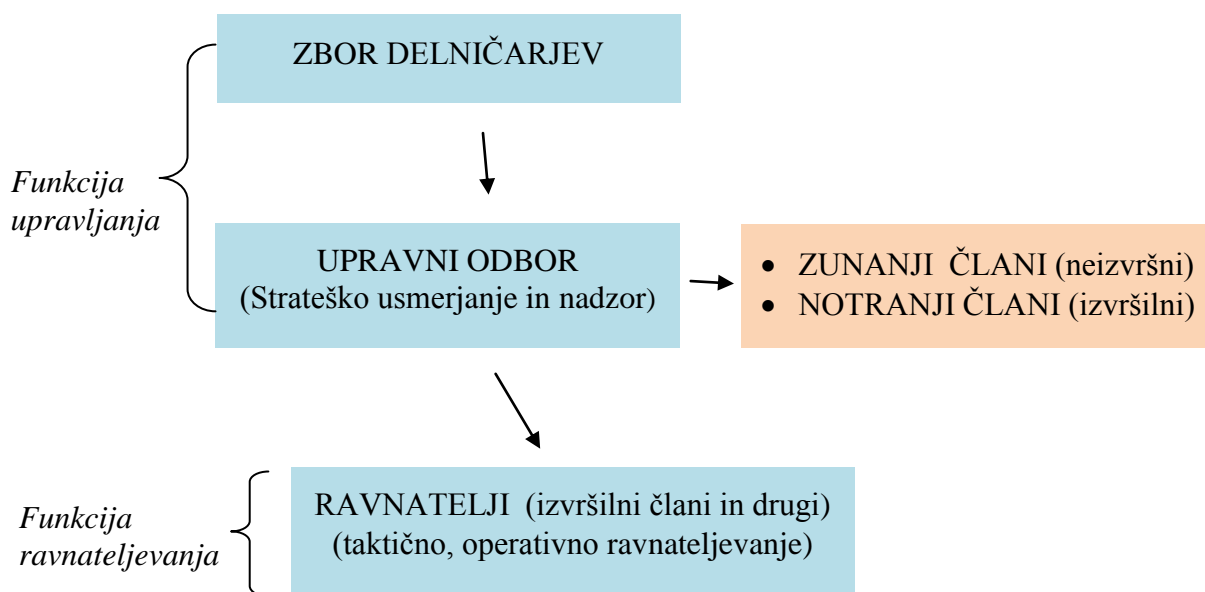 ZBOR DELNIČARJEV
Funkcija
upravljanja
UPRAVNI ODBOR
(Strateško usmerjanje in nadzor)
• ZUNANJI ČLANI (neizvršni)
• NOTRANJI ČLANI (izvršilni)
Funkcija
ravnateljevanja
RAVNATELJI (izvršilni člani in drugi)
(taktično, operativno ravnateljevanje)